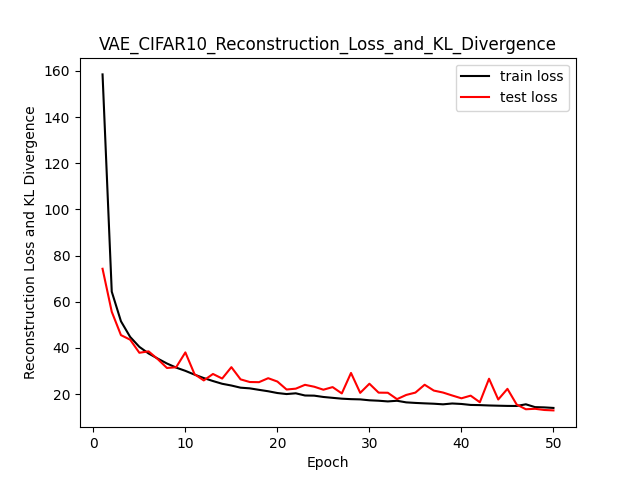 VAE_CIFAR10_Reconstruction_Loss_and_KL_Divergence
train loss
test loss
Reconstruction Loss and KL Divergence
160
140
120
100
80
60
40
20
0
10
20
30
40
50
Epoch